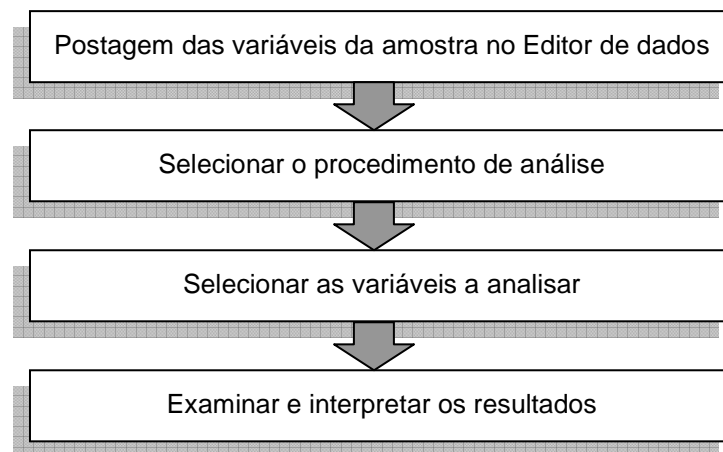 Postagem das variáveis da amostra no Editor de dados
Selecionar o procedimento de análise
Selecionar as variáveis a analisar
Examinar e interpretar os resultados